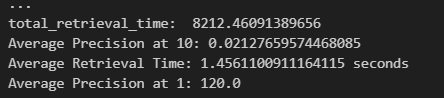 ...
total_retrieval_time:  8212.46091389656
Average Precision at 10: 0.02127659574468085
Average Retrieval Time: 1.4561100911164115 seconds
Average Precision at 1: 120.0